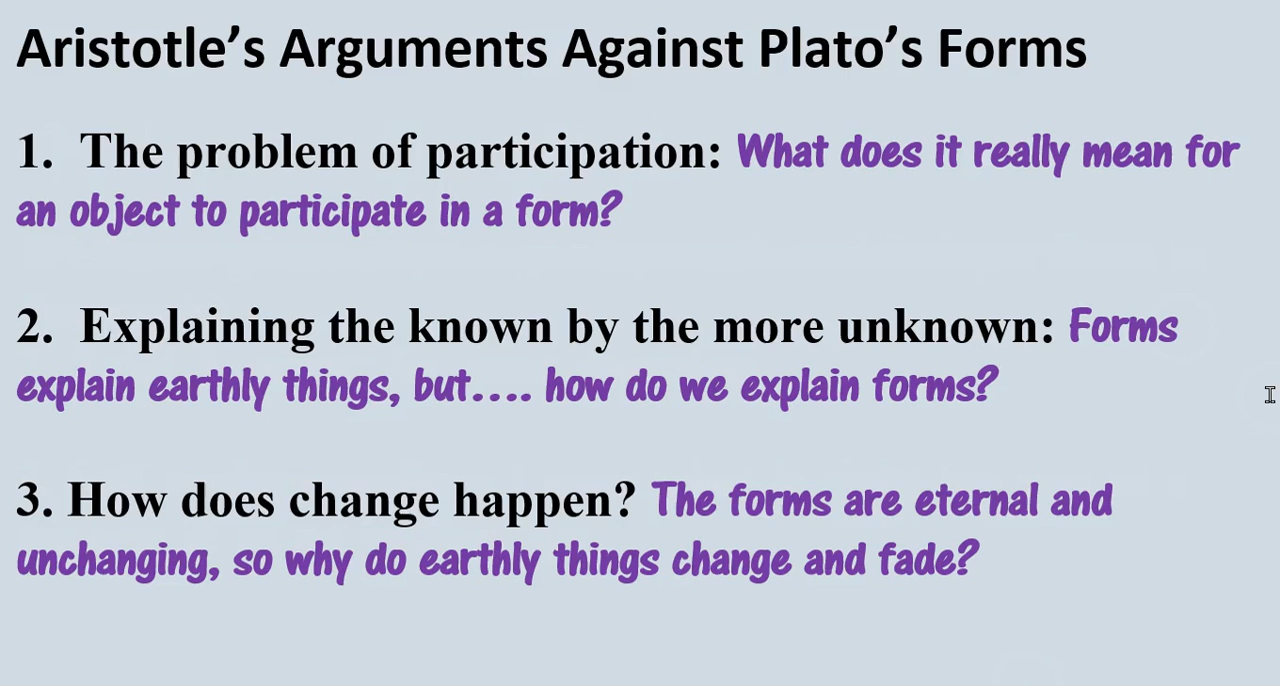 Aristotle’s Arguments Against Plato’s Forms
1. The problem of participation: What does it really mean for
an object to participate in a form?
2. Explaining the known by the more unknown: Forms
explain earthly things, but.... how do we explain forms?
3. How does change happen? The forms are eternal and
unchanging, so why do earthly things change and fade?